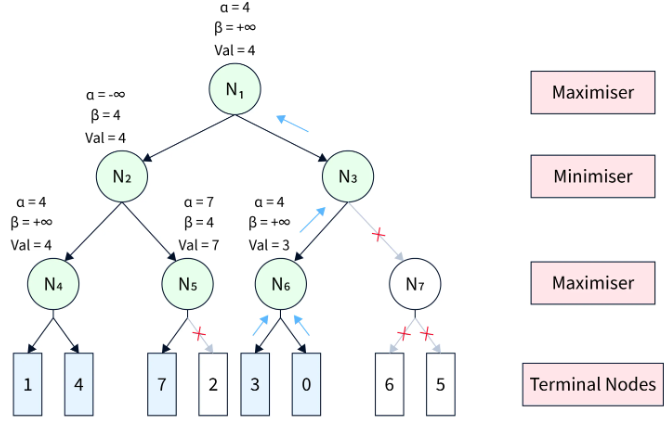 α = 4
β = +∞
Val = 4
N₁
Maximiser
α = -∞
β = 4
Val = 4
N₂
N₃
Minimiser
α = 4
β = +∞
Val = 4
α = 7
β = 4
Val = 7
α = 4
β = +∞
Val = 3
N₄
N₅
N₆
N₇
Maximiser
1
4
7
2
3
0
6
5
Terminal Nodes